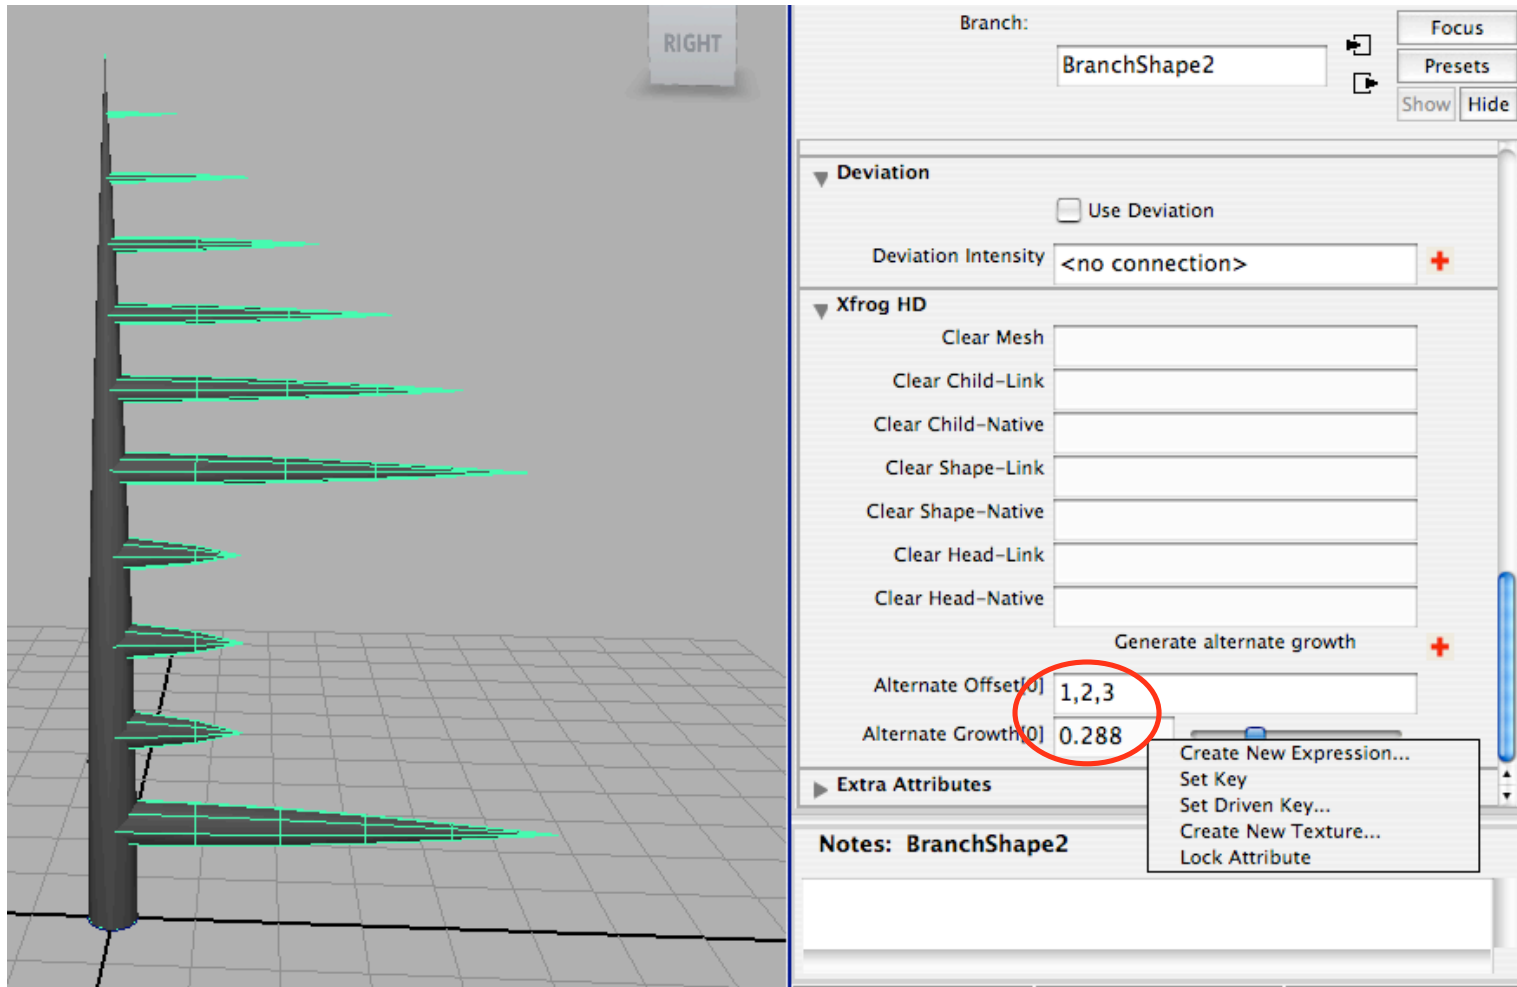 RIGHT
Branch:
BranchShape2
Focus
Presets
Show Hide
Deviation
Use Deviation
Deviation Intensity <no connection>
Xfrog HD
Clear Mesh
Clear Child-Link
Clear Child-Native
Clear Shape-Link
Clear Shape-Native
Clear Head-Link
Clear Head-Native
Generate alternate growth
Alternate Offset[0] 1,2,3
Alternate Growth[0] 0.288
Create New Expression...
Set Key
Set Driven Key...
Create New Texture...
Lock Attribute
Extra Attributes
Notes: BranchShape2